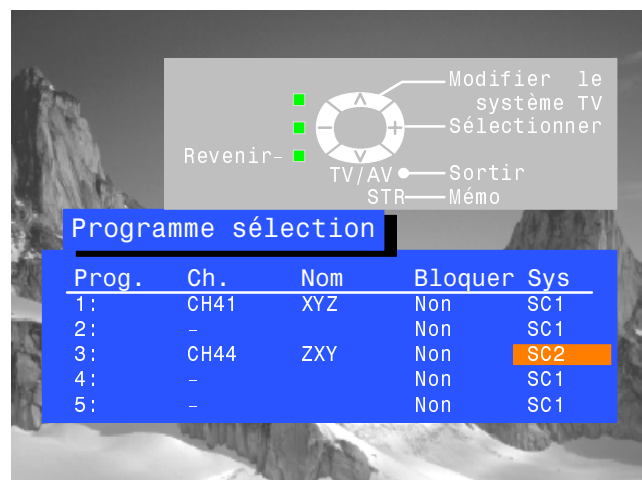 Modifier le
système TV
Sélectionner
Revenir-
TV/AV Sortir
STR Mémo
Programme sélection
Prog. Ch. Nom Bloquer Sys
1: CH41 XYZ Non SC1
2: - Non SC1
3: CH44 ZXY Non SC2
4: - Non SC1
5: - Non SC1